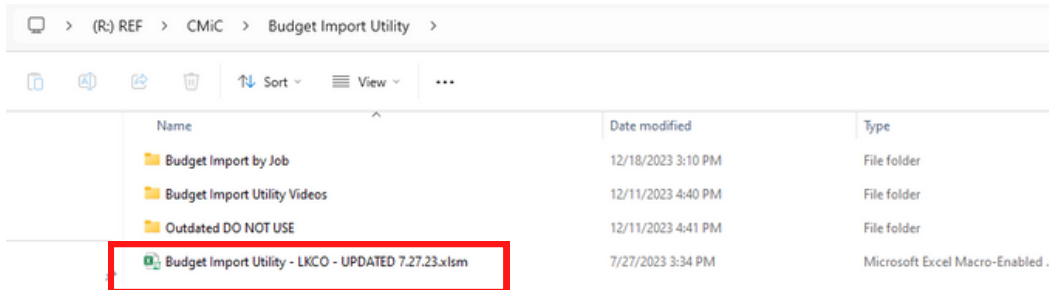 (R:) REF > CMiC > Budget Import Utility >
Sort View ...
Name Date modified Type
Budget Import by Job 12/18/2023 3:10 PM File folder
Budget Import Utility Videos 12/11/2023 4:40 PM File folder
Outdated DO NOT USE 12/11/2023 4:41 PM File folder
Budget Import Utility - LKCO - UPDATED 7.27.23.xlsm 7/27/2023 3:34 PM Microsoft Excel Macro-Enabled .